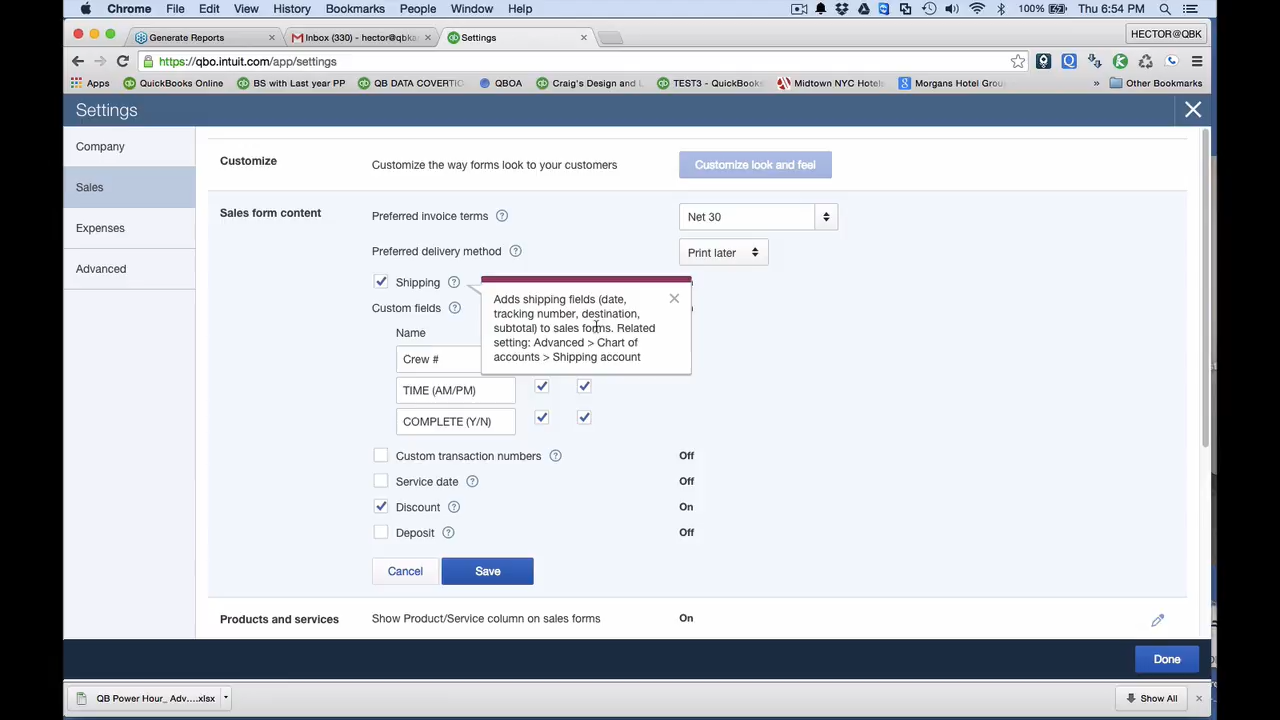 Chrome File Edit View History Bookmarks People Window Help 100% Thu 6:54 PM
Generate Reports × Inbox (330) - hector@qbka × Settings × HECTOR@QBK
https://qbo.intuit.com/app/settings
Apps QuickBooks Online BS with Last year PP QB DATA COVERTIC QBOA Craig's Design and L TEST3 - QuickBooks Midtown NYC Hotels Morgans Hotel Group » Other Bookmarks
Settings
Company
Sales
Expenses
Advanced
Customize Customize the way forms look to your customers Customize look and feel
Sales form content Preferred invoice terms ? Net 30
Preferred delivery method ? Print later
Shipping ?
Custom fields ?
Name
Crew #
TIME (AM/PM)
COMPLETE (Y/N)
Adds shipping fields (date,
tracking number, destination,
subtotal) to sales forms. Related
setting: Advanced > Chart of
accounts > Shipping account
Custom transaction numbers ? Off
Service date ? Off
Discount ? On
Deposit ? Off
Cancel Save
Products and services Show Product/Service column on sales forms On
Done
QB Power Hour_ Adv....xlsx Show All